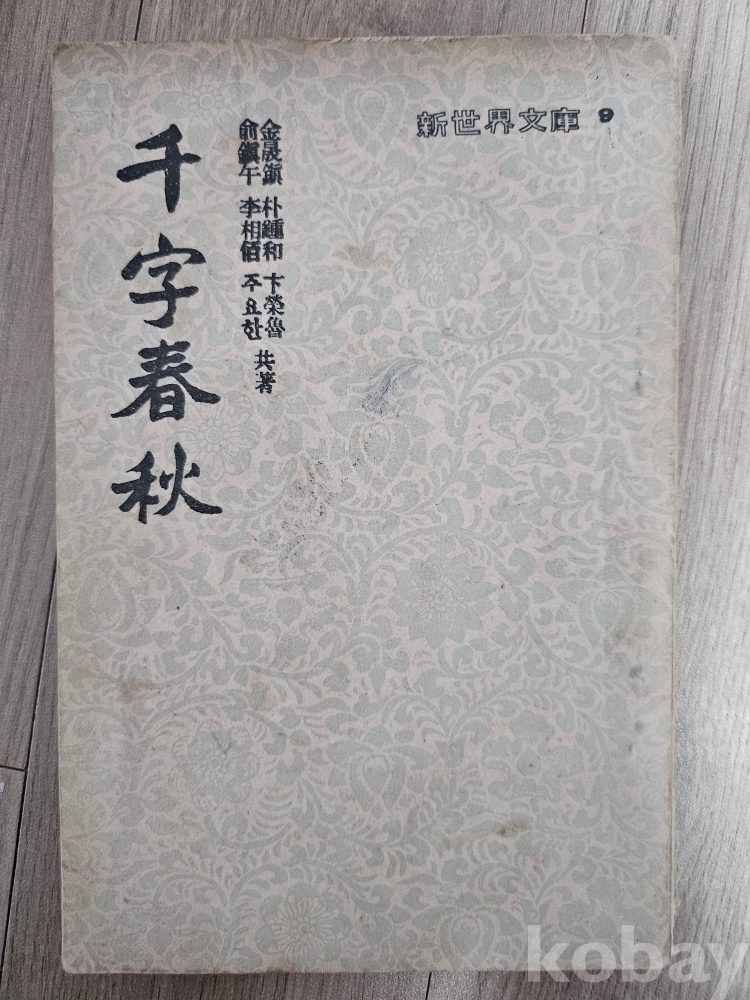 新世界文庫 9
金晟鎭 朴鍾和 卞榮魯
兪鎭午 李相佰 주요한 共著
千字春秋
kobay